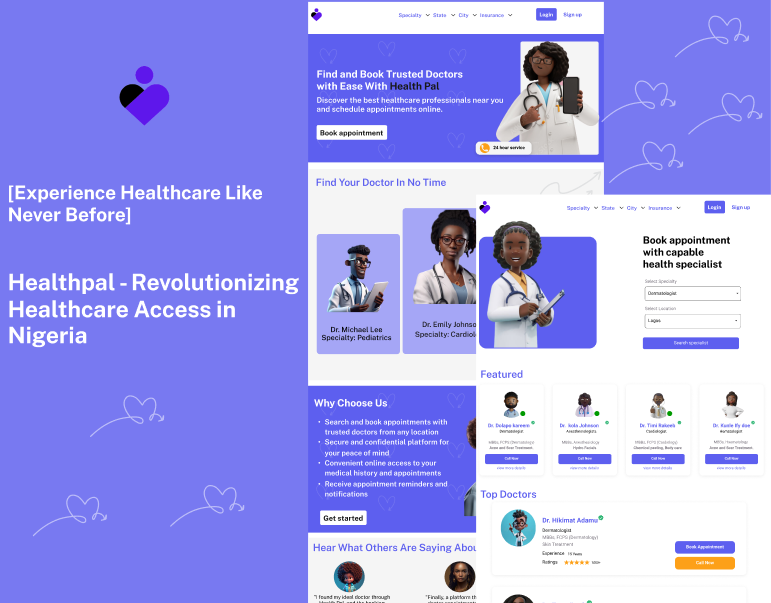 [Experience Healthcare Like
Never Before]
Healthpal - Revolutionizing
Healthcare Access in
Nigeria
Specialty State City Insurance Login Sign up
Find and Book Trusted Doctors
with Ease With Health Pal
Discover the best healthcare professionals near you
and schedule appointments online.
Book appointment
24 hour service
Find Your Doctor In No Time
Dr. Michael Lee
Specialty: Pediatrics
Dr. Emily Johnso
Specialty: Cardiol
Why Choose Us
• Search and book appointments with
trusted doctors from any location
• Secure and confidential platform for
your peace of mind
• Convenient online access to your
medical history and appointments
• Receive appointment reminders and
notifications
Get started
Hear What Others Are Saying Abou
"I found my ideal doctor through
"Finally, a platform th
Specialty State City Insurance Login Sign up
Book appointment
with capable
health specialist
Select Specialty
Dermatologist
Select Location
Lagos
Search specialist
Featured
Dr. Dolapo kareem
Dermatologist
MBBs, FCPS (Dermatology)
Acne and Scar Treatment.
Call Now
View more details
Dr. kola Johnson
Anesthesiologist
MBBs, Anesthesiology
Hydra Facials
Call Now
View more details
Dr. Timi Rakeeb
Cardiologist
MBBs, FCPS (Cardiology)
Chemical peeling, Body care
Call Now
View more details
Dr. Kunle Ify dae
MBBs,
Acne and Scar Treatment.
Call Now
View more details
Top Doctors
Dr. Hikimat Adamu
Dermatologist
MBBs, FCPS (Dermatology)
Skin Treatment
Experience 15 Years
Ratings
Book Appointment
Call Now